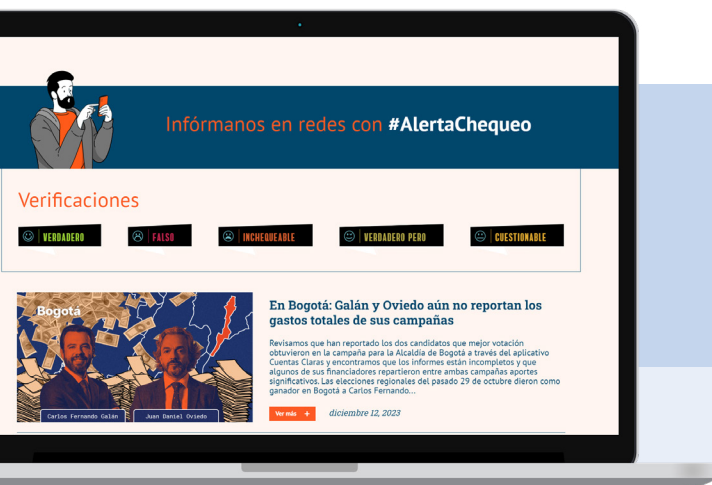 Infórmanos en redes con #AlertaChequeo
Verificaciones
VERDADERO
FALSO
INCHEQUEABLE
VERDADERO PERO
CUESTIONABLE
Bogotá
Carlos Fernando Galán
Juan Daniel Oviedo
En Bogotá: Galán y Oviedo aún no reportan los
gastos totales de sus campañas
Revisamos que han reportado los dos candidatos que mejor votación
obtuvieron en la campaña para la Alcaldía de Bogotá a través del aplicativo
Cuentas Claras y encontramos que los informes están incompletos y que
algunos de sus financiadores repartieron entre ambas campañas aportes
significativos. Las elecciones regionales del pasado 29 de octubre dieron como
ganador en Bogotá a Carlos Fernando...
Ver más +
diciembre 12, 2023